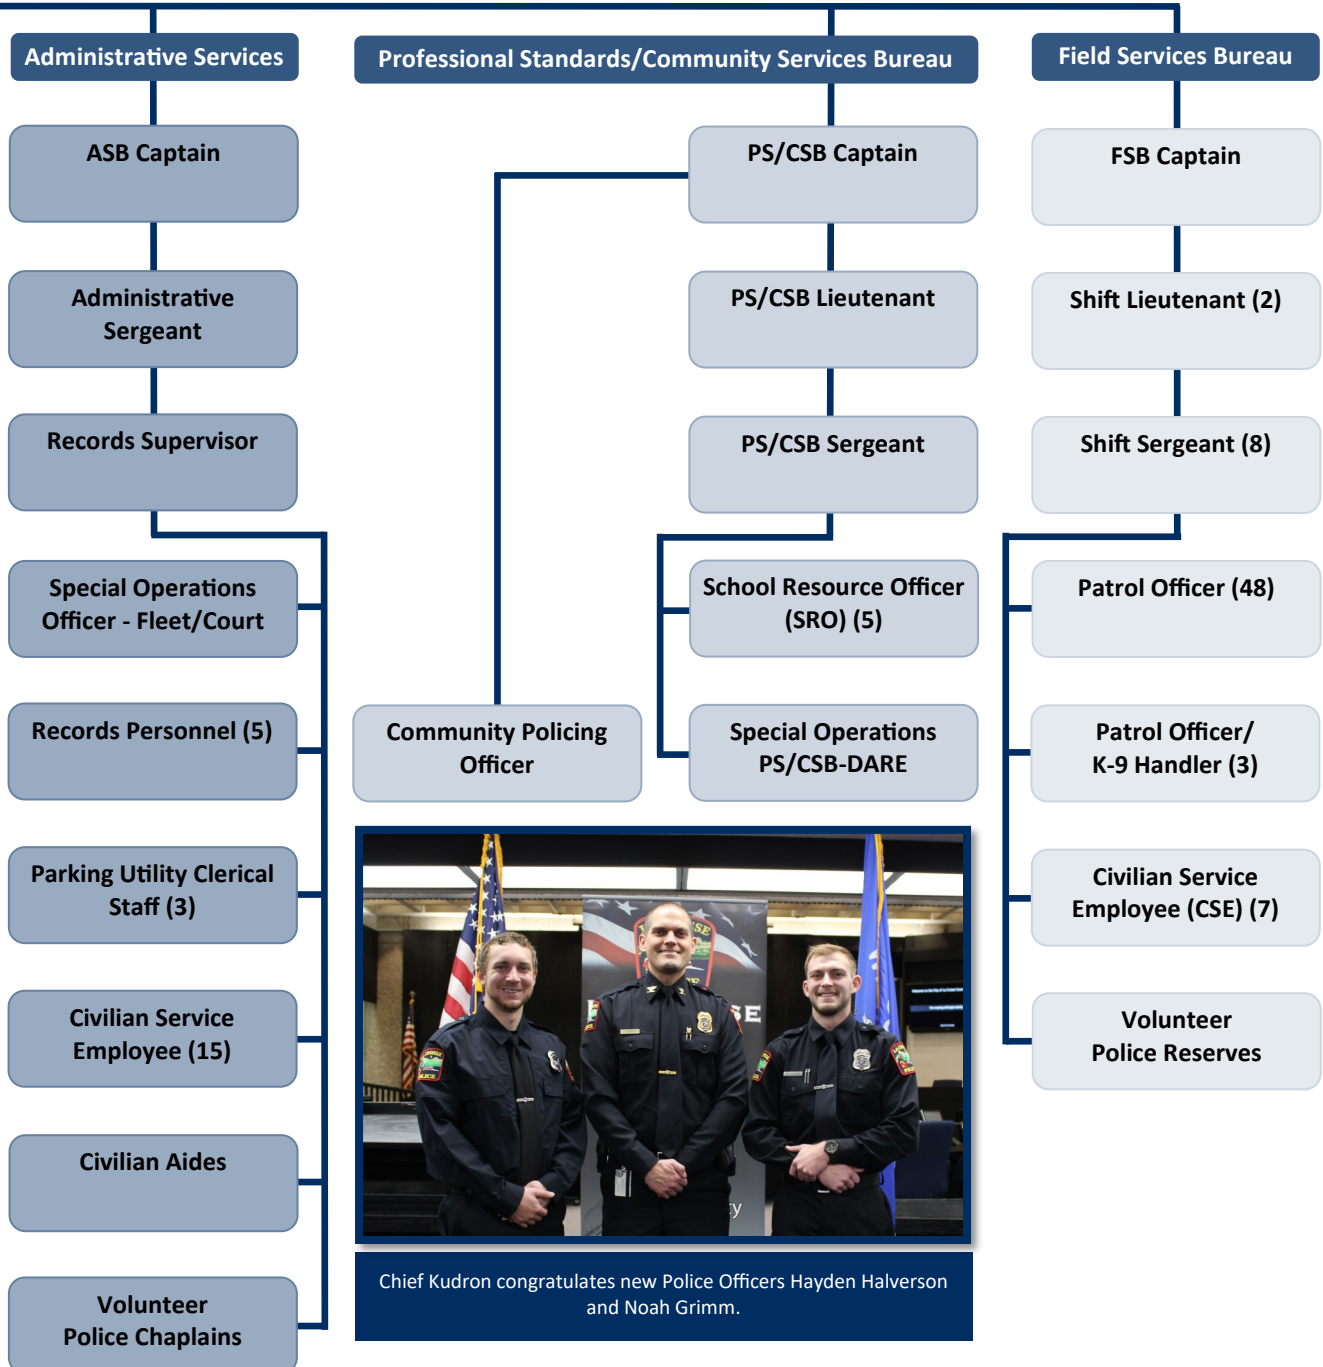 Administrative Services
ASB Captain
Administrative
Sergeant
Records Supervisor
Special Operations
Officer - Fleet/Court
Records Personnel (5)
Parking Utility Clerical
Staff (3)
Civilian Service
Employee (15)
Civilian Aides
Volunteer
Police Chaplains
Professional Standards/Community Services Bureau
PS/CSB Captain
PS/CSB Lieutenant
PS/CSB Sergeant
School Resource Officer
(SRO) (5)
Special Operations
PS/CSB-DARE
Community Policing
Officer
Chief Kudron congratulates new Police Officers Hayden Halverson
and Noah Grimm.
Field Services Bureau
FSB Captain
Shift Lieutenant (2)
Shift Sergeant (8)
Patrol Officer (48)
Patrol Officer/
K-9 Handler (3)
Civilian Service
Employee (CSE) (7)
Volunteer
Police Reserves